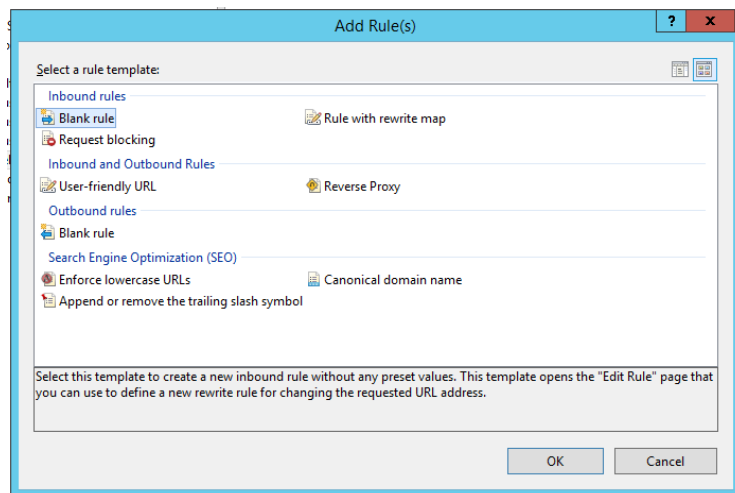 Add Rule(s)
? x
Select a rule template:
Inbound rules
Blank rule
Rule with rewrite map
Request blocking
Inbound and Outbound Rules
User-friendly URL
Reverse Proxy
Outbound rules
Blank rule
Search Engine Optimization (SEO)
Enforce lowercase URLs
Canonical domain name
Append or remove the trailing slash symbol
Select this template to create a new inbound rule without any preset values. This template opens the "Edit Rule" page that
you can use to define a new rewrite rule for changing the requested URL address.
OK
Cancel